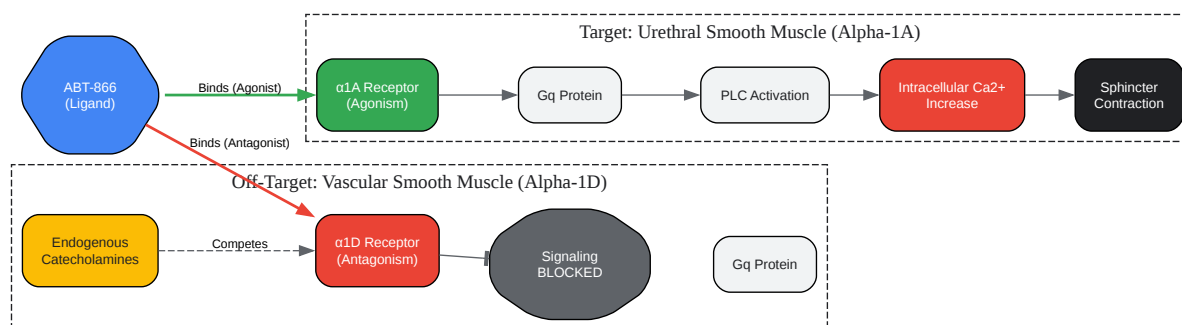 Target: Urethral Smooth Muscle (Alpha-1A)
ABT-866
(Ligand)
Binds (Agonist)
α1A Receptor
(Agonism)
Gq Protein
PLC Activation
Intracellular Ca2+
Increase
Sphincter
Contraction
Binds (Antagonist)
Off-Target: Vascular Smooth Muscle (Alpha-1D)
Endogenous
Catecholamines
Competes
α1D Receptor
(Antagonism)
Signaling
BLOCKED
Gq Protein